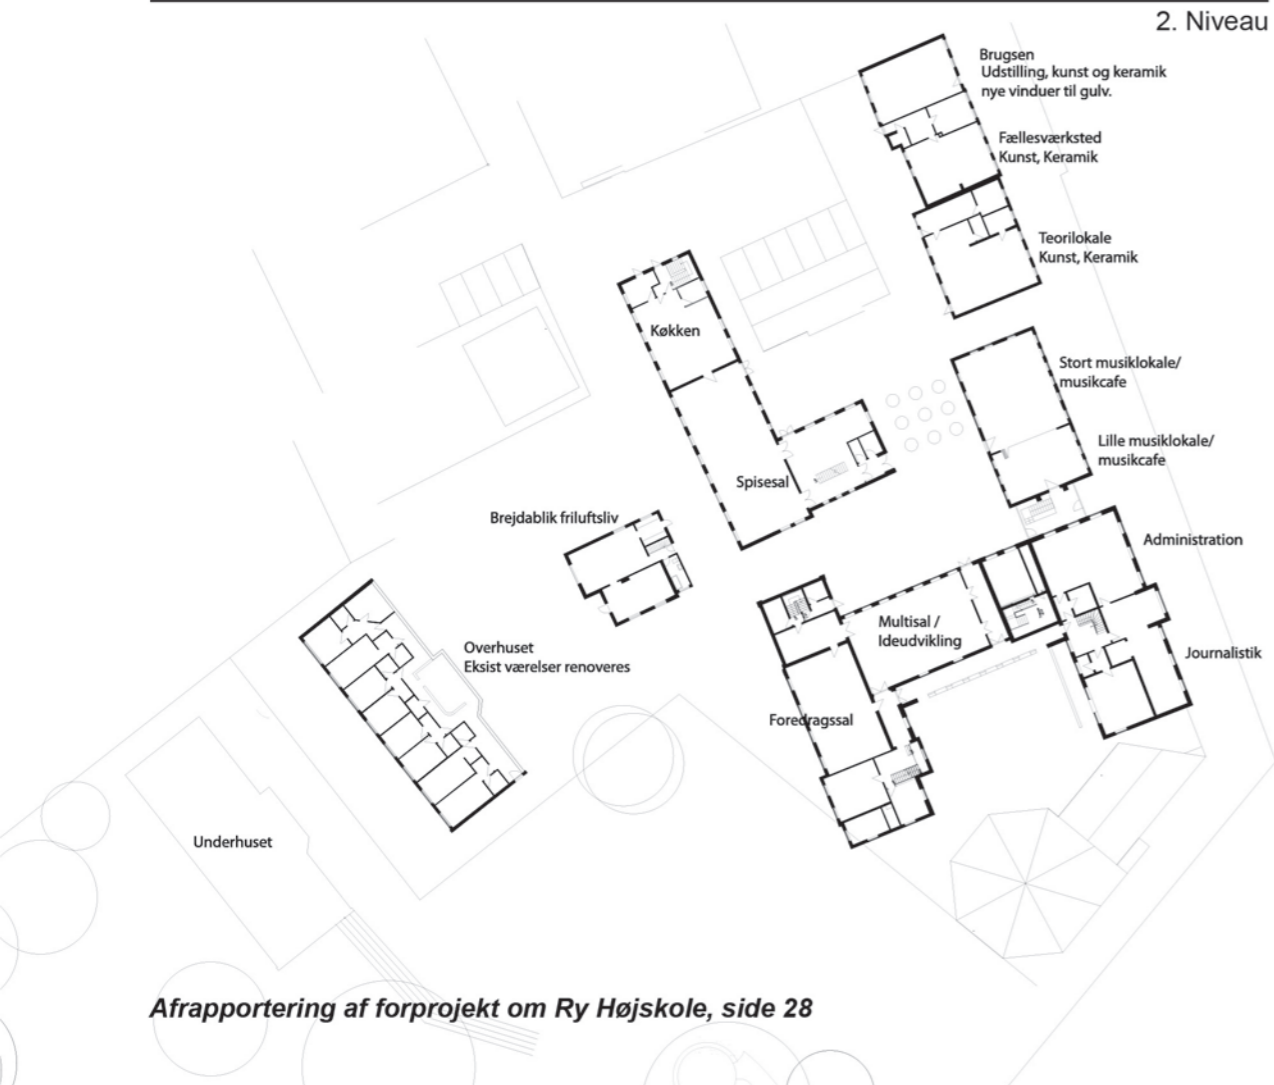 2. Niveau
Brugsen
Udstilling, kunst og keramik
nye vinduer til gulv.
Fællesværksted
Kunst, Keramik
Teorilokale
Kunst, Keramik
Køkken
Stort musiklokale/
musikcafe
Lille musiklokale/
musikcafe
Spisesal
Brejdablik friluftsliv
Administration
Multisal /
Ideudvikling
Overhuset
Eksist værelser renoveres
Journalistik
Foredragssal
Underhuset
Afrapportering af forprojekt om Ry Højskole, side 28